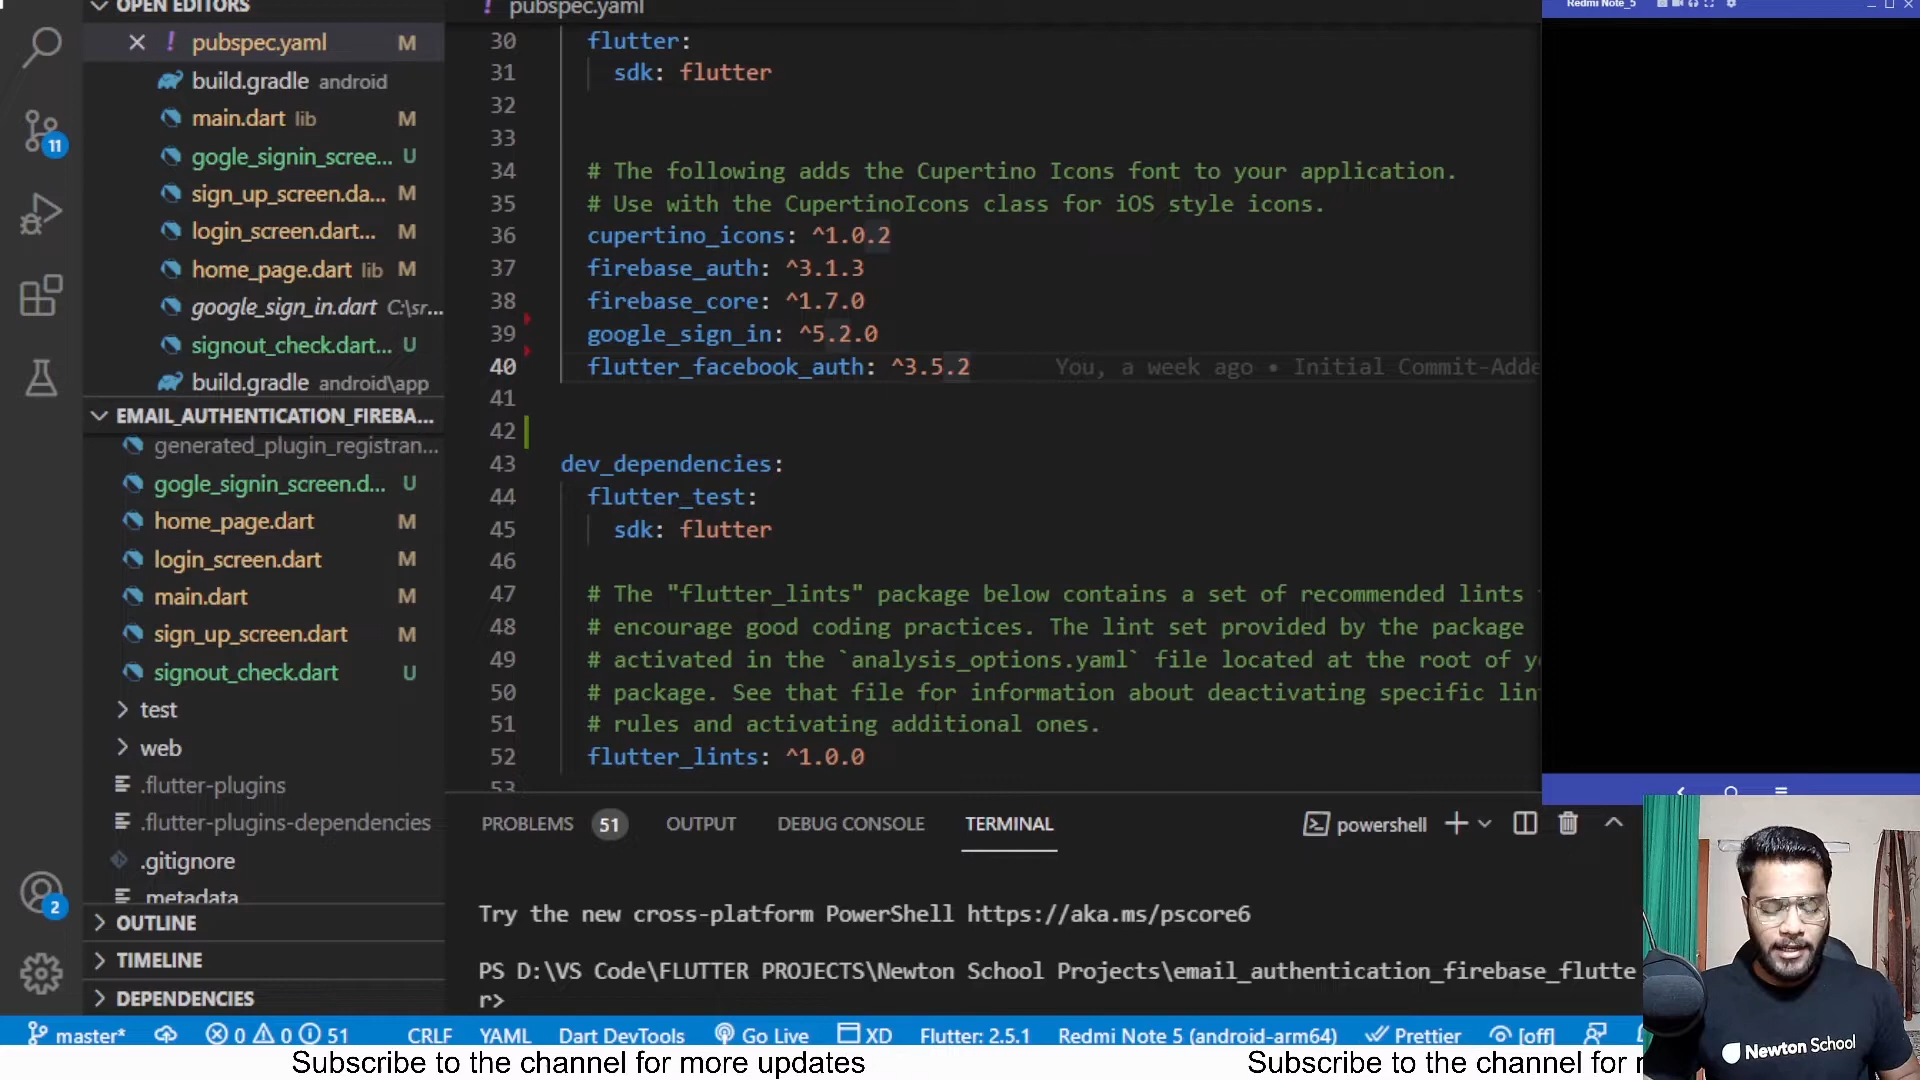 OPEN EDITORS
pubspec.yaml M
build.gradle android
main.dart lib M
gogle_signin_scree... U
sign_up_screen.da... M
login_screen.dart... M
home_page.dart lib M
google_sign_in.dart C:\sr...
signout_check.dart... U
build.gradle android\app
EMAIL_AUTHENTICATION_FIREBA...
generated_plugin_registran...
gogle_signin_screen.d... U
home_page.dart M
login_screen.dart M
main.dart M
sign_up_screen.dart M
signout_check.dart U
test
web
.flutter-plugins
.flutter-plugins-dependencies
.gitignore
.metadata
OUTLINE
TIMELINE
DEPENDENCIES
11
2
! pubspec.yaml
30 flutter:
31 sdk: flutter
32
33
34 # The following adds the Cupertino Icons font to your application.
35 # Use with the CupertinoIcons class for iOS style icons.
36 cupertino_icons: ^1.0.2
37 firebase_auth: ^3.1.3
38 firebase_core: ^1.7.0
39 google_sign_in: ^5.2.0
40 flutter_facebook_auth: ^3.5.2 You, a week ago • Initial Commit-Adde
41
42
43 dev_dependencies:
44 flutter_test:
45 sdk: flutter
46
47 # The "flutter_lints" package below contains a set of recommended lints
48 # encourage good coding practices. The lint set provided by the package
49 # activated in the `analysis_options.yaml` file located at the root of y
50 # package. See that file for information about deactivating specific lin
51 # rules and activating additional ones.
52 flutter_lints: ^1.0.0
53
PROBLEMS 51 OUTPUT DEBUG CONSOLE TERMINAL powershell
Try the new cross-platform PowerShell https://aka.ms/pscore6
PS D:\VS Code\FLUTTER PROJECTS\Newton School Projects\email_authentication_firebase_flutte
r>
Redmi Note_5
Newton School
master* 0 0 51 CRLF YAML Dart DevTools Go Live XD Flutter: 2.5.1 Redmi Note 5 (android-arm64) Prettier [off]
Subscribe to the channel for more updates
Subscribe to the channel for